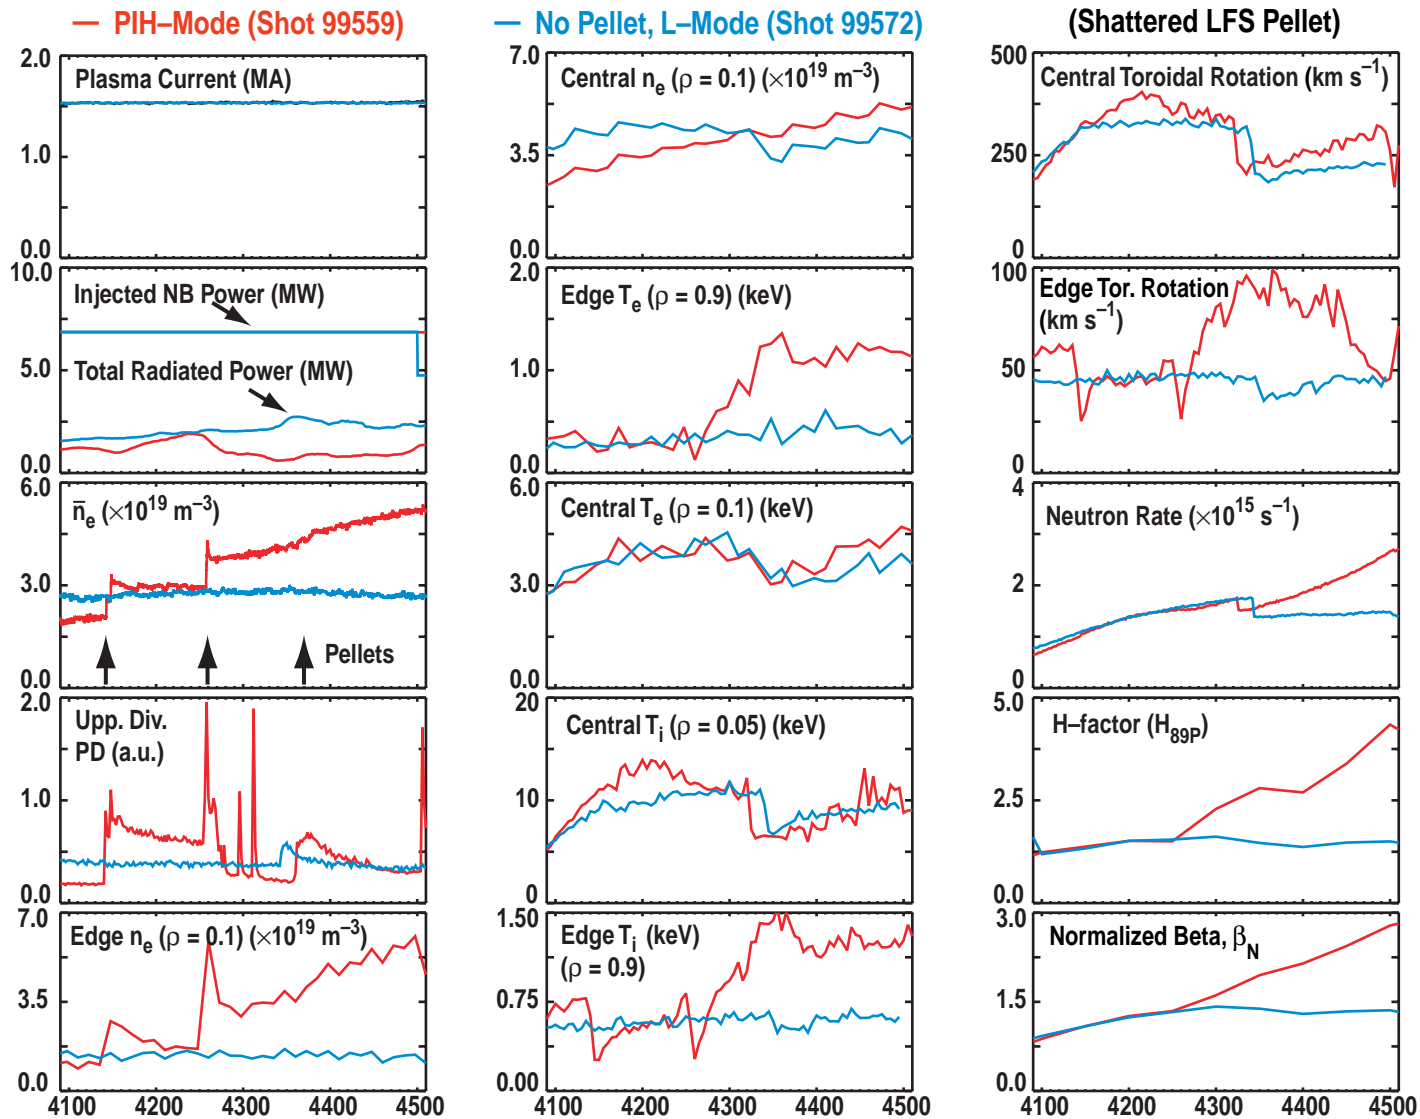 PIH–Mode (Shot 99559)
No Pellet, L–Mode (Shot 99572)
(Shattered LFS Pellet)
2.0
Plasma Current (MA)
1.0
0.0
10.0
Injected NB Power (MW)
5.0
Total Radiated Power (MW)
0.0
6.0
n̅e (×10^19 m^–3)
3.0
Pellets
0.0
2.0
Upp. Div.
PD (a.u.)
1.0
0.0
7.0
Edge ne (ρ = 0.1) (×10^19 m^–3)
3.5
0.0
4100 4200 4300 4400 4500
7.0
Central ne (ρ = 0.1) (×10^19 m^–3)
3.5
0.0
2.0
Edge Te (ρ = 0.9) (keV)
1.0
0.0
6.0
Central Te (ρ = 0.1) (keV)
3.0
0.0
20
Central Ti (ρ = 0.05) (keV)
10
0
1.50
Edge Ti (keV)
(ρ = 0.9)
0.75
0.00
4100 4200 4300 4400 4500
500
Central Toroidal Rotation (km s^–1)
250
0
100
Edge Tor. Rotation
(km s^–1)
50
0
4
Neutron Rate (×10^15 s^–1)
2
0
5.0
H–factor (H89P)
2.5
0.0
3.0
Normalized Beta, βN
1.5
0.0
4100 4200 4300 4400 4500